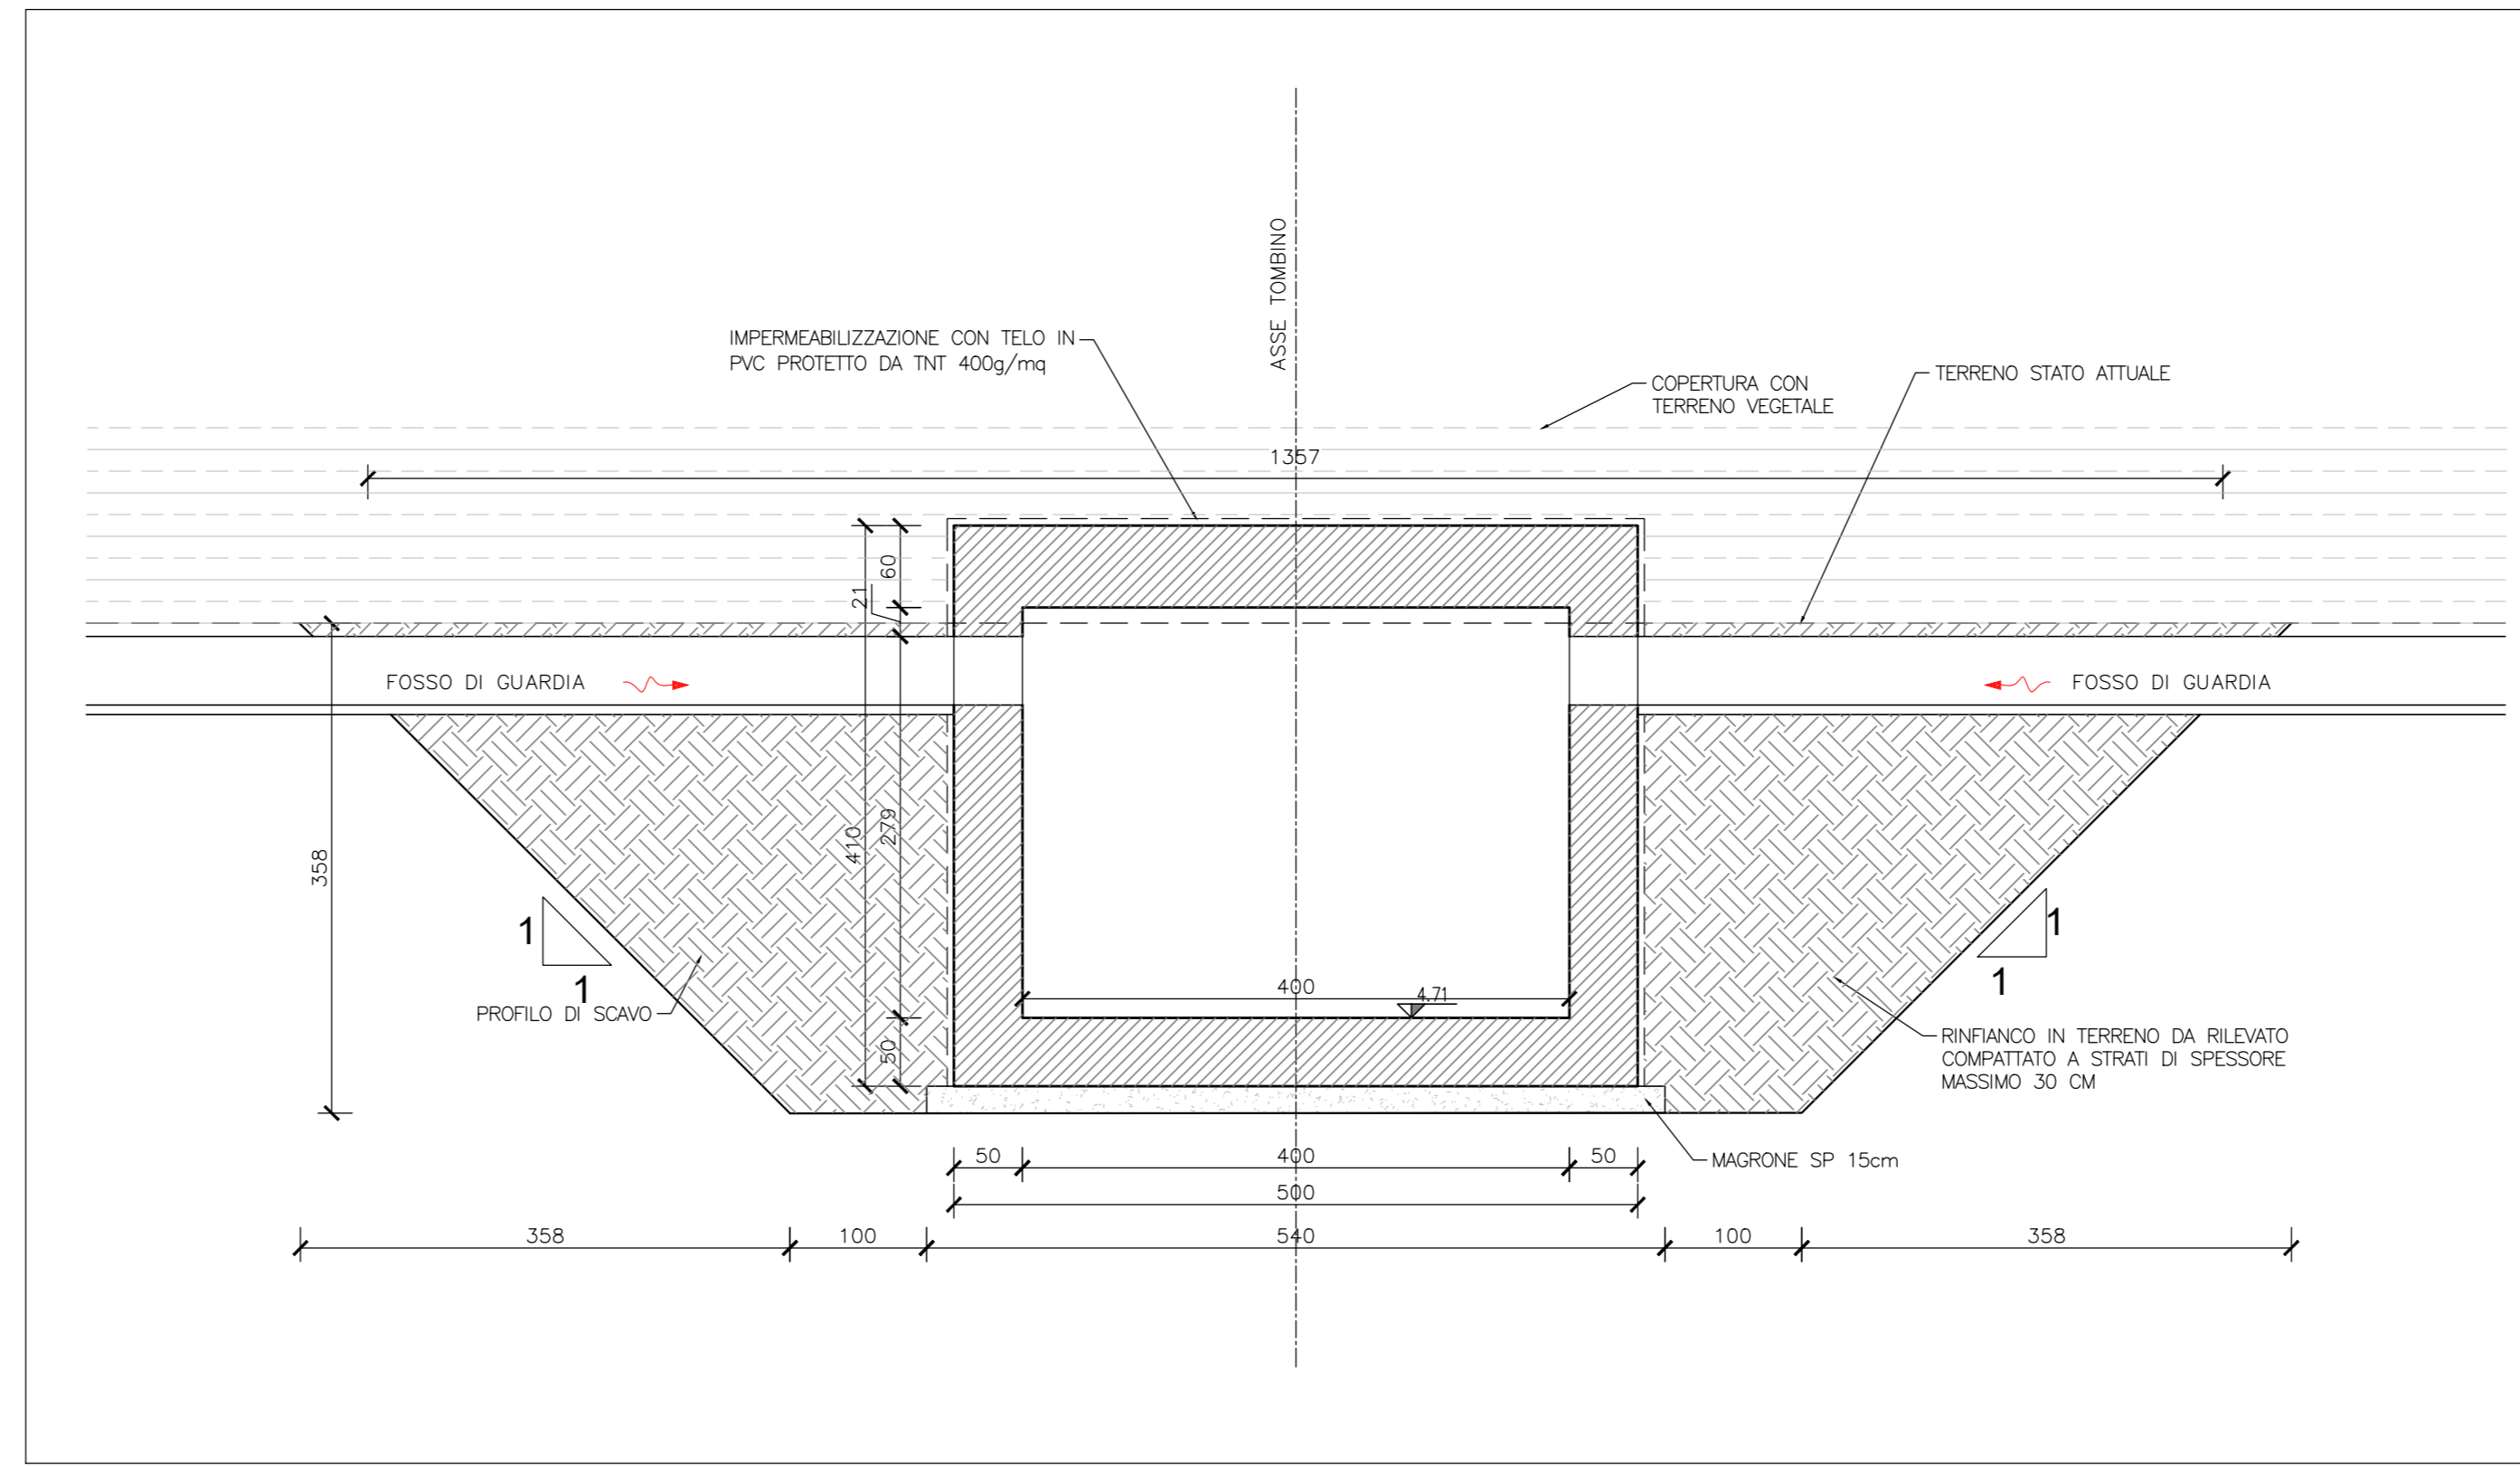 ASSE TOMBINO
IMPERMEABILIZZAZIONE CON TELO IN
PVC PROTETTO DA TNT 400g/mq
COPERTURA CON
TERRENO VEGETALE
TERRENO STATO ATTUALE
1357
60
21
FOSSO DI GUARDIA
FOSSO DI GUARDIA
358
410
279
50
1
1
1
1
PROFILO DI SCAVO
400
4.71
RINFIANCO IN TERRENO DA RILEVATO
COMPATTATO A STRATI DI SPESSORE
MASSIMO 30 CM
MAGRONE SP 15cm
50 400 50
500
358 100 540 100 358